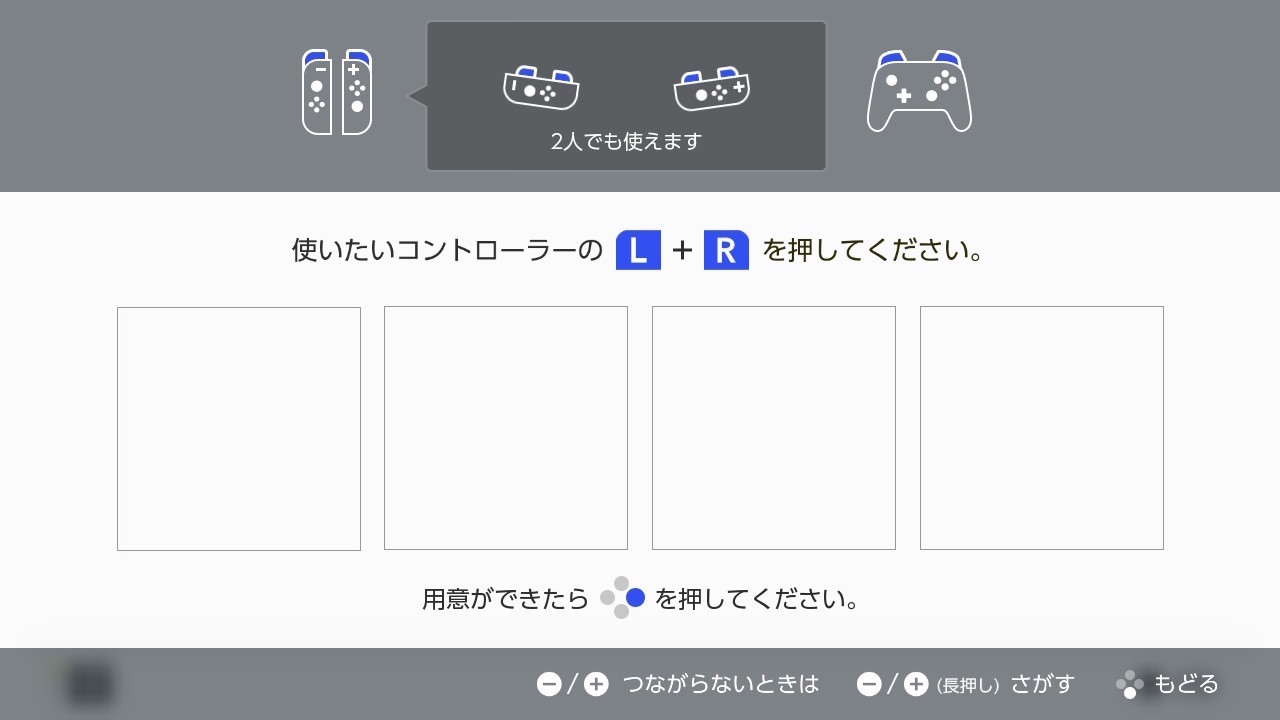 2人でも使えます
使いたいコントローラーの L + R を押してください。
用意ができたら を押してください。
−/+ つながらないときは −/+ (長押し) さがす もどる